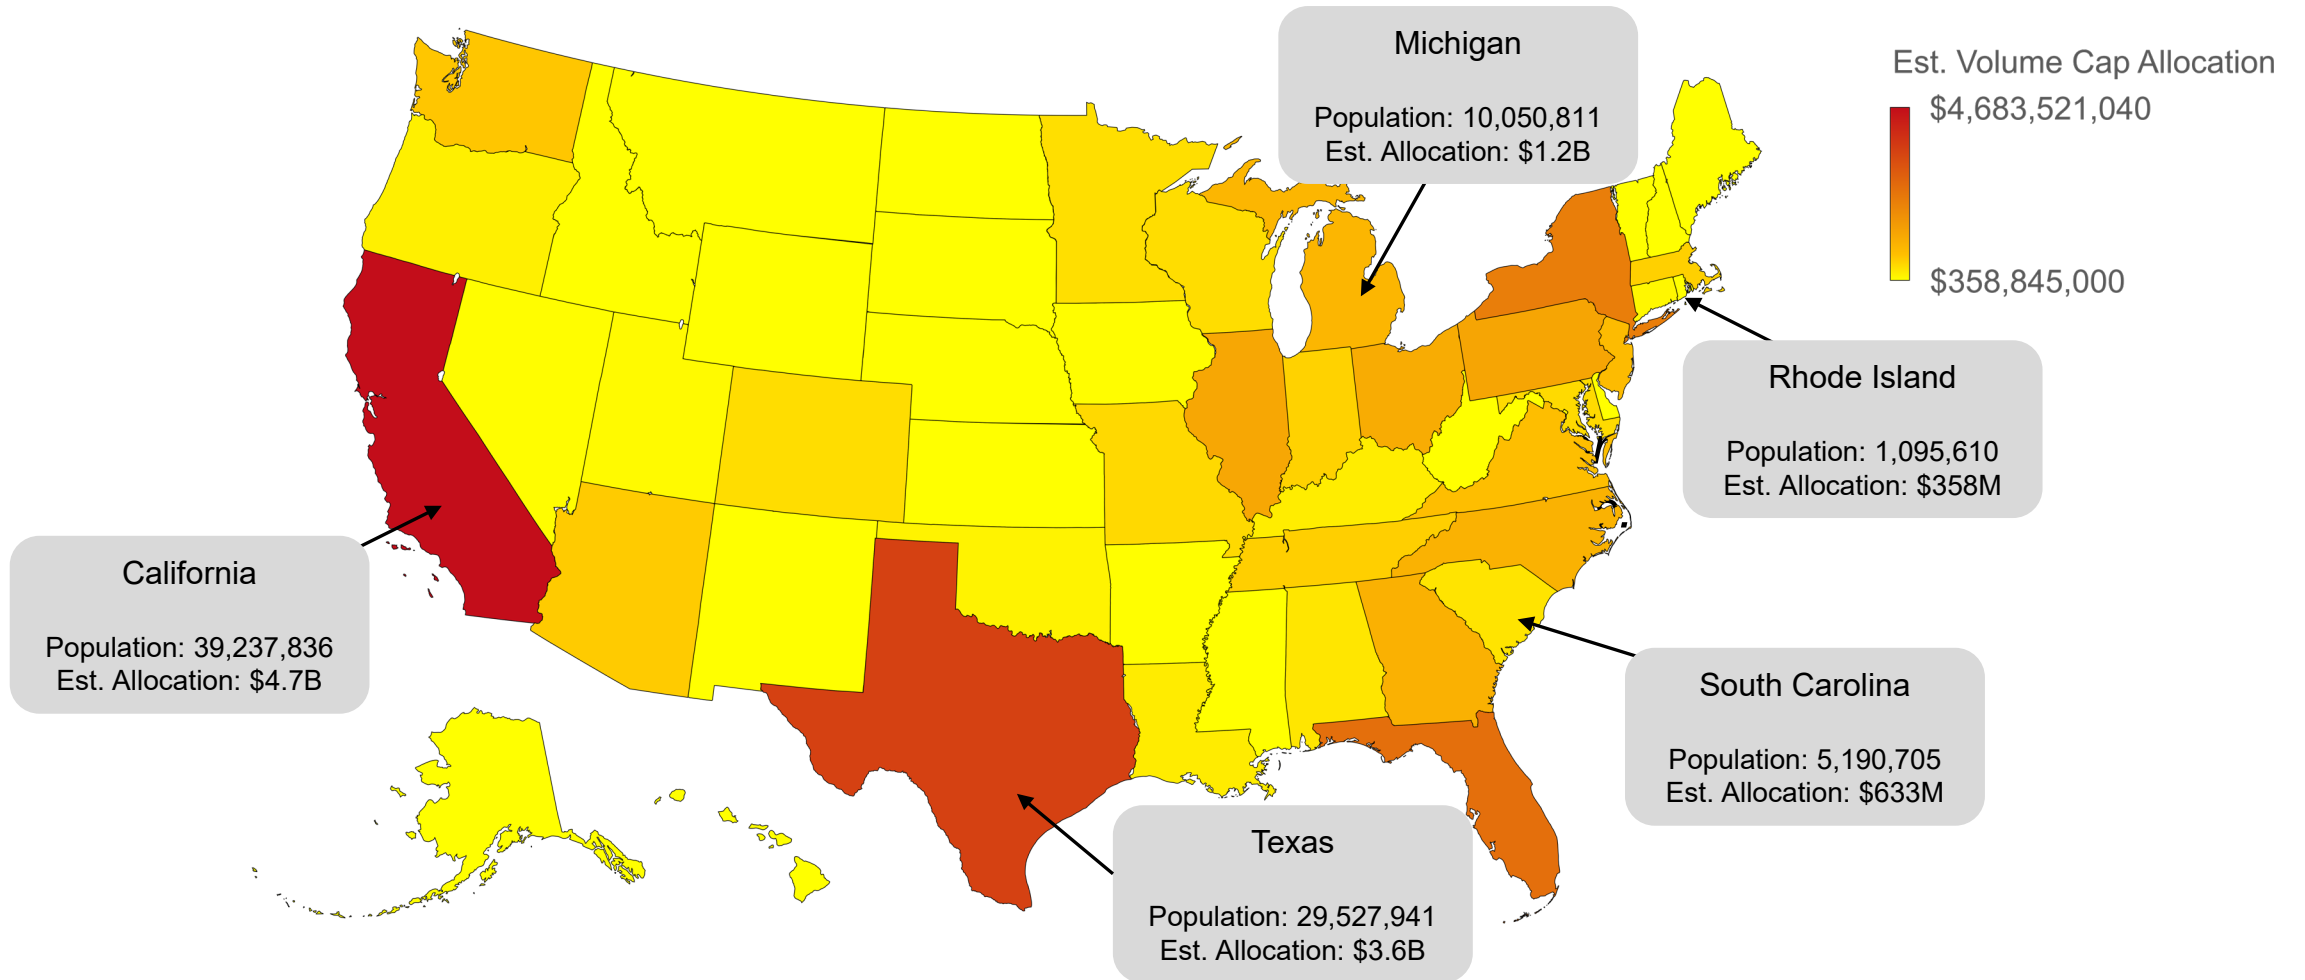 Michigan
Population: 10,050,811
Est. Allocation: $1.2B
Est. Volume Cap Allocation
$4,683,521,040
$358,845,000
Rhode Island
Population: 1,095,610
Est. Allocation: $358M
California
Population: 39,237,836
Est. Allocation: $4.7B
South Carolina
Population: 5,190,705
Est. Allocation: $633M
Texas
Population: 29,527,941
Est. Allocation: $3.6B